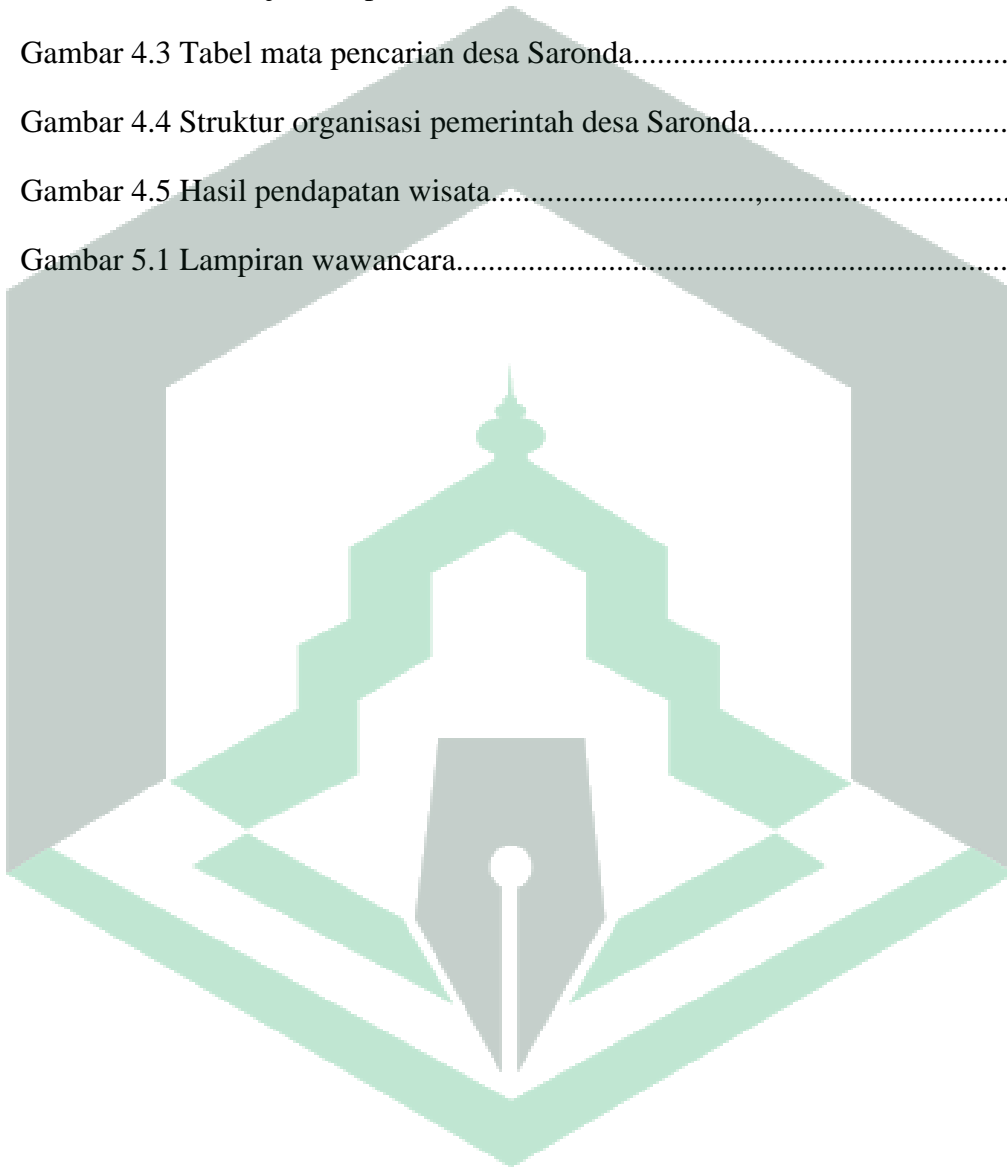 Gambar 4.3 Tabel mata pencarian desa Saronda.............................................
Gambar 4.4 Struktur organisasi pemerintah desa Saronda...............................
Gambar 4.5 Hasil pendapatan wisata.................................,..............................
Gambar 5.1 Lampiran wawancara....................................................................